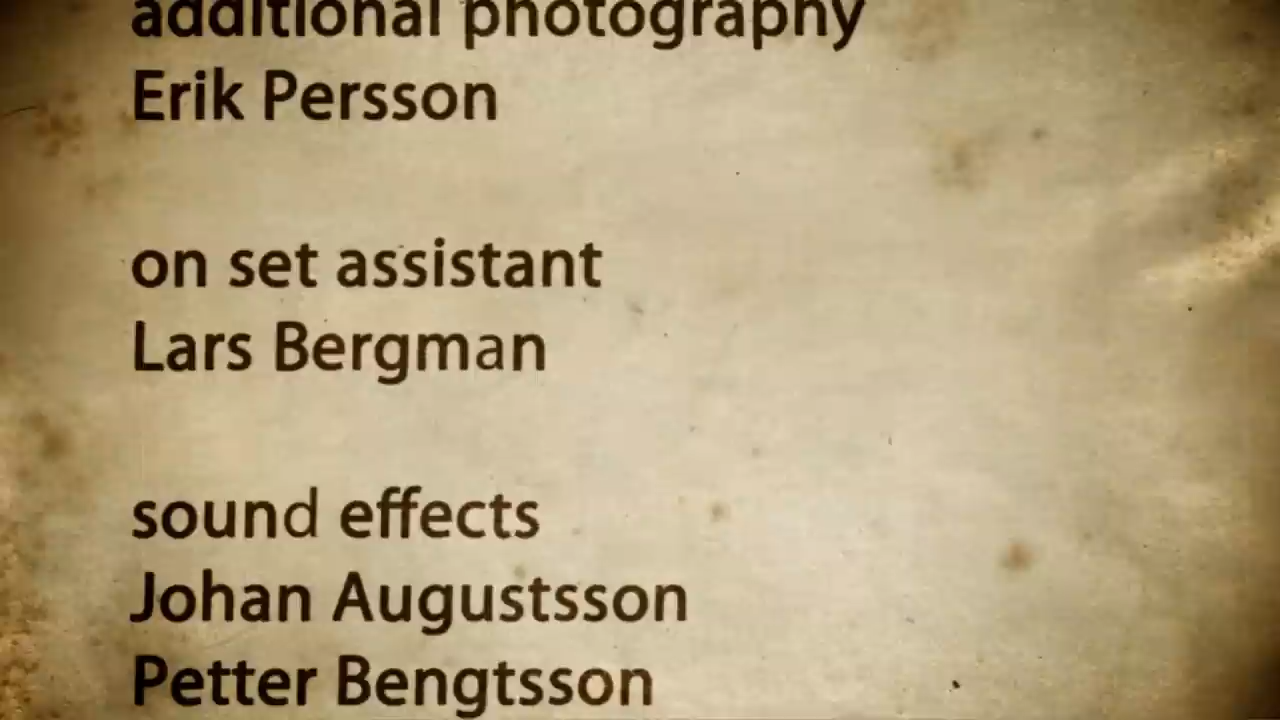 additional photography
Erik Persson
on set assistant
Lars Bergman
sound effects
Johan Augustsson
Petter Bengtsson